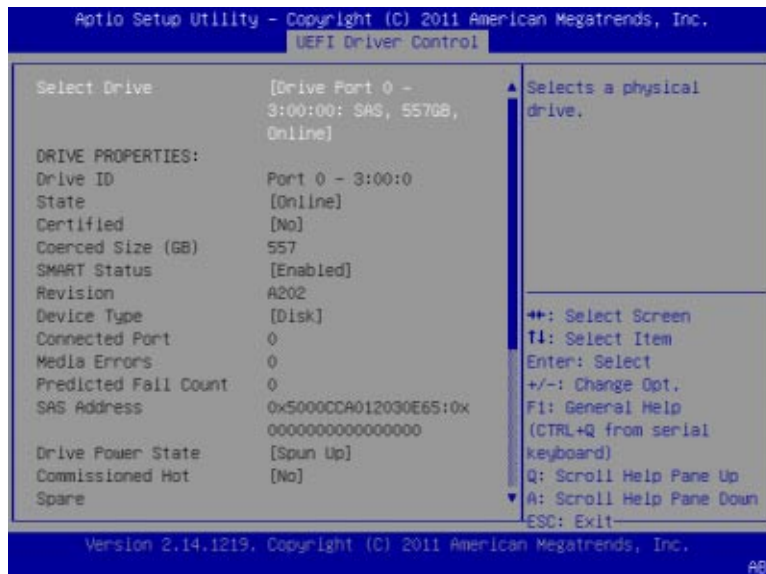 Aptio Setup Utility - Copyright (C) 2011 American Megatrends, Inc.
UEFI Driver Control
Select Drive [Drive Port 0 -
3:00:00: SAS, 557GB,
Online]
DRIVE PROPERTIES:
Drive ID Port 0 - 3:00:0
State [Online]
Certified [No]
Coerced Size (GB) 557
SMART Status [Enabled]
Revision A202
Device Type [Disk]
Connected Port 0
Media Errors 0
Predicted Fail Count 0
SAS Address 0x5000CCA012030E65:0x
0000000000000000
Drive Power State [Spun Up]
Commissioned Hot [No]
Spare
Selects a physical
drive.
→←: Select Screen
↑↓: Select Item
Enter: Select
+/-: Change Opt.
F1: General Help
(CTRL+Q from serial
keyboard)
Q: Scroll Help Pane Up
A: Scroll Help Pane Down
ESC: Exit
Version 2.14.1219. Copyright (C) 2011 American Megatrends, Inc.
AB